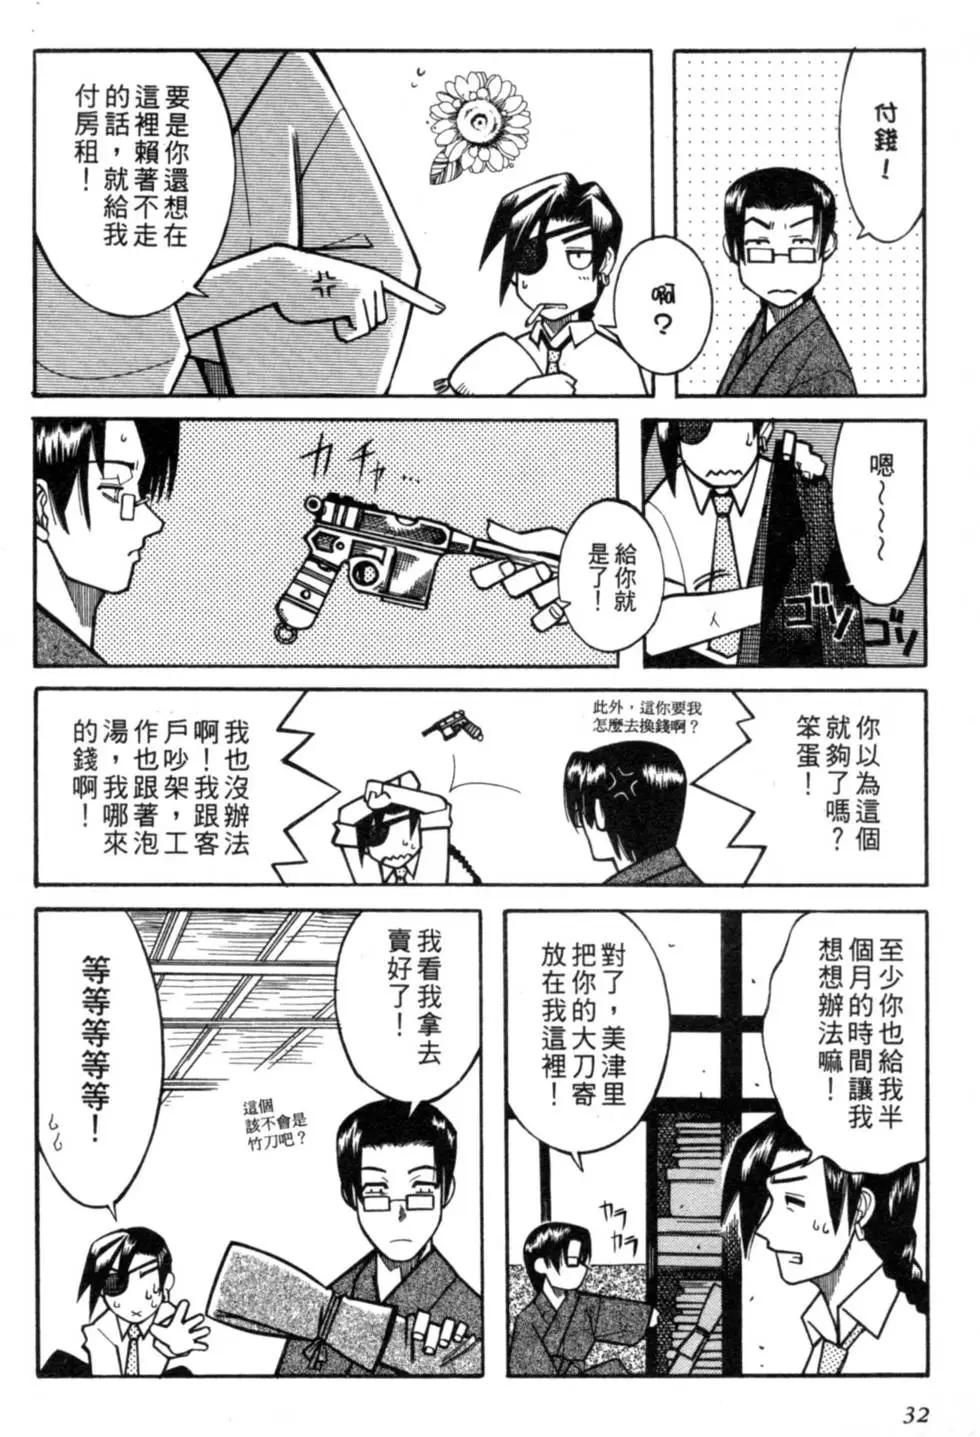 付錢！
啊？
要是你還想在
這裡賴著不走
的話，就給我
付房租！
嗯～～～～
ゴソ
ゴソ
給你就
是了！
カチャ…
你以為這個
就夠了嗎？
笨蛋！
此外，這你要我
怎麼去換錢啊？
我也沒辦法
啊！我跟客
戶吵架，工
作也跟著泡
湯，我哪來
的錢啊！
至少你也給我半
個月的時間讓我
想想辦法嘛！
對了，美津里
把你的大刀寄
放在我這裡！
カラ
カラ
我看我拿去
賣好了！
這個
該不會是
竹刀吧？
等等等等等！
32